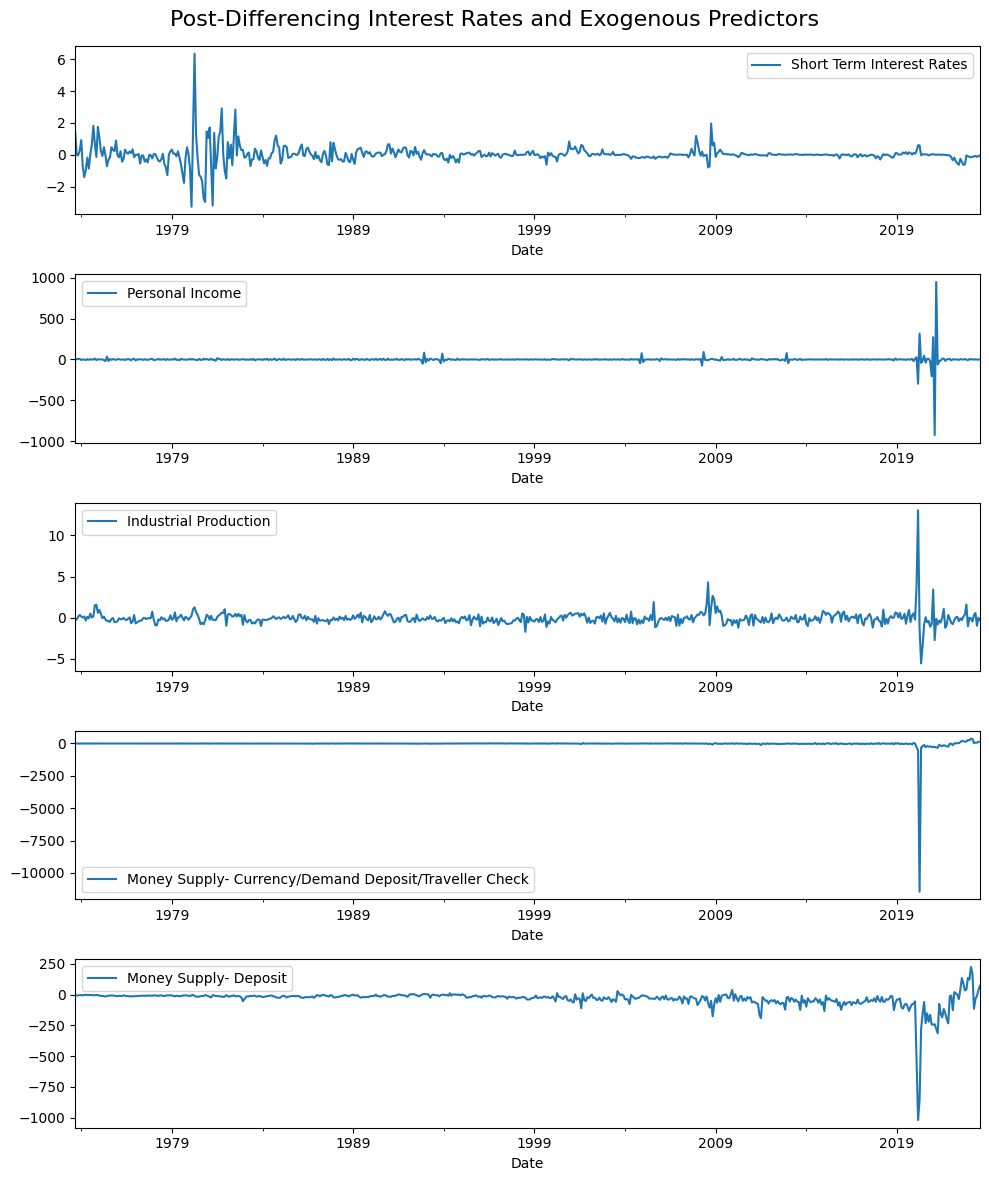 Post-Differencing Interest Rates and Exogenous Predictors
6
4
2
0
−2
Short Term Interest Rates
1979 1989 1999 2009 2019
Date
1000
500
0
−500
−1000
Personal Income
1979 1989 1999 2009 2019
Date
10
5
0
−5
Industrial Production
1979 1989 1999 2009 2019
Date
0
−2500
−5000
−7500
−10000
Money Supply- Currency/Demand Deposit/Traveller Check
1979 1989 1999 2009 2019
Date
250
0
−250
−500
−750
−1000
Money Supply- Deposit
1979 1989 1999 2009 2019
Date